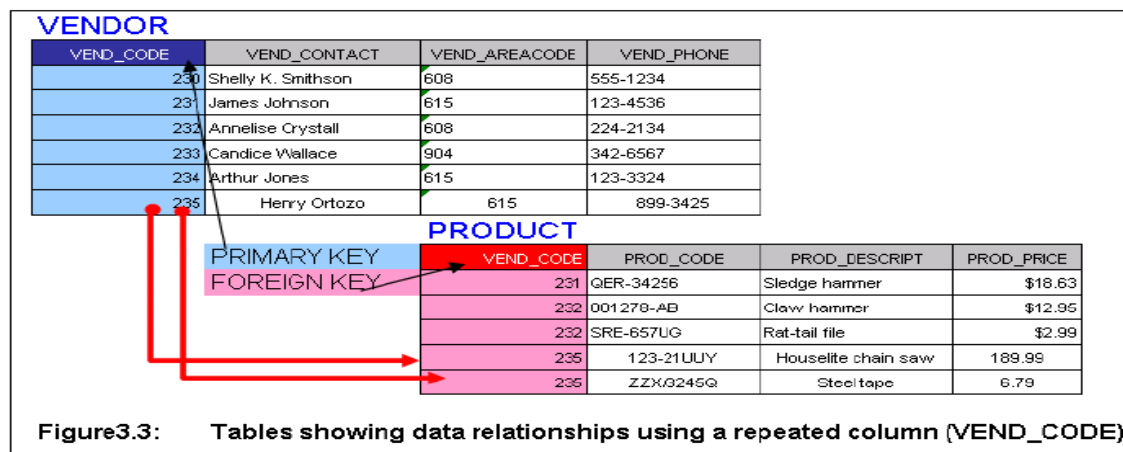 VENDOR
VEND_CODE VEND_CONTACT VEND_AREACODE VEND_PHONE
230 Shelly K. Smithson 608 555-1234
231 James Johnson 615 123-4536
232 Annelise Crystall 608 224-2134
233 Candice Wallace 904 342-6567
234 Arthur Jones 615 123-3324
235 Henry Ortozo 615 899-3425
PRODUCT
PRIMARY KEY
FOREIGN KEY
VEND_CODE PROD_CODE PROD_DESCRIPT PROD_PRICE
231 QER-34256 Sledge hammer $18.63
232 001278-AB Claw hammer $12.95
232 SRE-657UG Rat-tail file $2.99
235 123-21UUY Houselite chain saw 189.99
235 ZZX/3245Q Steel tape 6.79
Figure3.3: Tables showing data relationships using a repeated column (VEND_CODE)